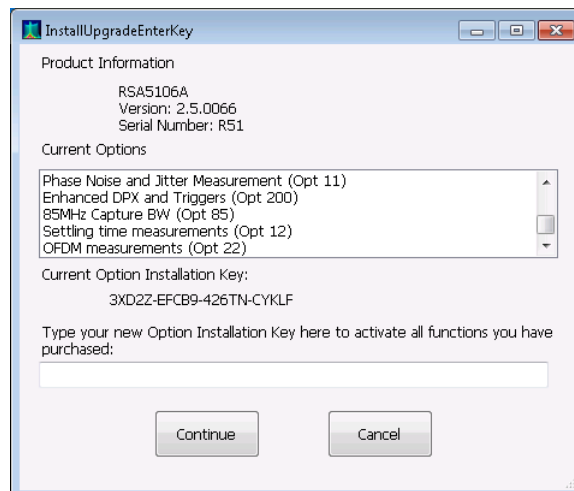 InstallUpgradeEnterKey
Product Information
RSA5106A
Version: 2.5.0066
Serial Number: R51
Current Options
Phase Noise and Jitter Measurement (Opt 11)
Enhanced DPX and Triggers (Opt 200)
85MHz Capture BW (Opt 85)
Settling time measurements (Opt 12)
OFDM measurements (Opt 22)
Current Option Installation Key:
3XD2Z-EFCB9-426TN-CYKLF
Type your new Option Installation Key here to activate all functions you have
purchased:
Continue
Cancel